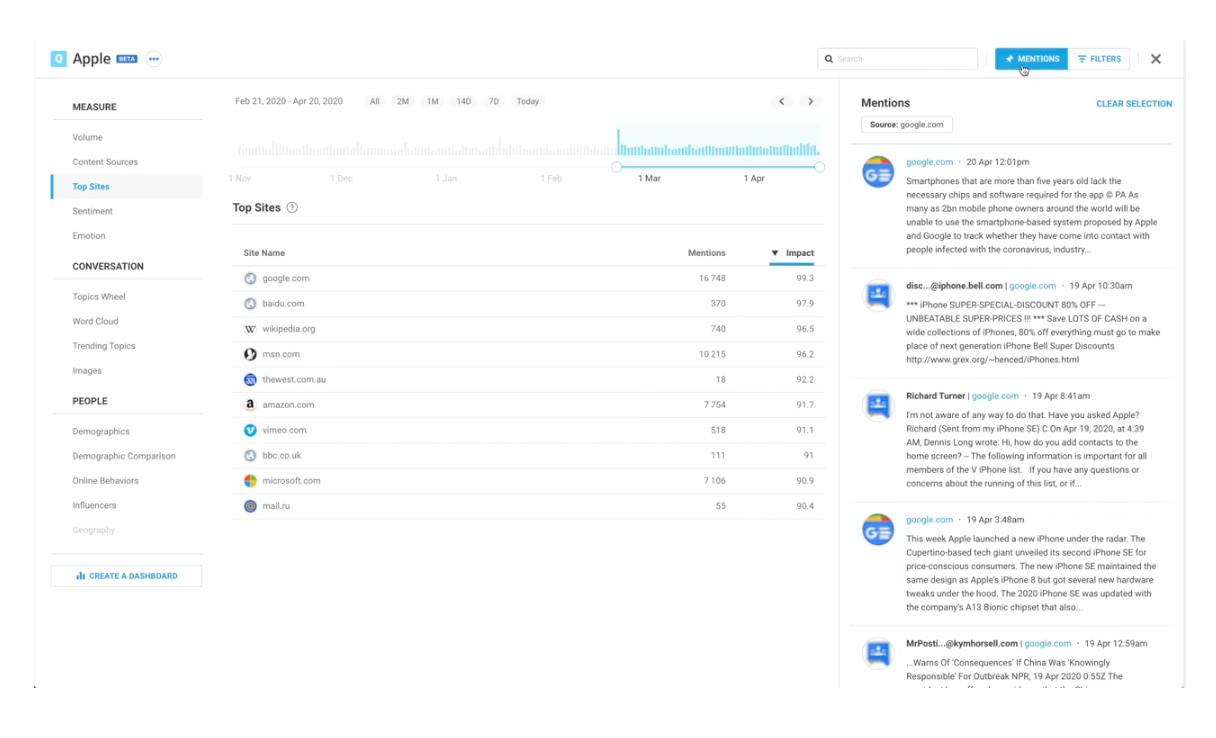 Q Apple BETA •••
Search
MENTIONS
FILTERS
MEASURE
Volume
Content Sources
Top Sites
Sentiment
Emotion
CONVERSATION
Topics Wheel
Word Cloud
Trending Topics
Images
PEOPLE
Demographics
Demographic Comparison
Online Behaviors
Influencers
Geography
CREATE A DASHBOARD
Feb 21, 2020 - Apr 20, 2020 All 2M 1M 14D 7D Today
1 Nov 1 Dec 1 Jan 1 Feb 1 Mar 1 Apr
Top Sites ?
Site Name Mentions Impact
google.com 16 748 99.3
baidu.com 370 97.9
W wikipedia.org 740 96.5
msn.com 10 215 96.2
thewest.com.au 18 92.2
a amazon.com 7 754 91.7
vimeo.com 518 91.1
bbc.co.uk 111 91
microsoft.com 7 106 90.9
mail.ru 55 90.4
Mentions CLEAR SELECTION
Source: google.com
google.com · 20 Apr 12:01pm
Smartphones that are more than five years old lack the
necessary chips and software required for the app © PA As
many as 2bn mobile phone owners around the world will be
unable to use the smartphone-based system proposed by Apple
and Google to track whether they have come into contact with
people infected with the coronavirus, industry...
disc...@iphone.bell.com | google.com · 19 Apr 10:30am
*** iPhone SUPER-SPECIAL-DISCOUNT 80% OFF —
UNBEATABLE SUPER-PRICES !!! *** Save LOTS OF CASH on a
wide collections of iPhones, 80% off everything must go to make
place of next generation iPhone Bell Super Discounts
http://www.grex.org/~henced/iPhones.html
Richard Turner | google.com · 19 Apr 8:41am
I'm not aware of any way to do that. Have you asked Apple?
Richard (Sent from my iPhone SE) C On Apr 19, 2020, at 4:39
AM, Dennis Long wrote: Hi, how do you add contacts to the
home screen? -- The following information is important for all
members of the V iPhone list. If you have any questions or
concerns about the running of this list, or if...
google.com · 19 Apr 3:48am
This week Apple launched a new iPhone under the radar. The
Cupertino-based tech giant unveiled its second iPhone SE for
price-conscious consumers. The new iPhone SE maintained the
same design as Apple's iPhone 8 but got several new hardware
tweaks under the hood. The 2020 iPhone SE was updated with
the company's A13 Bionic chipset that also...
MrPosti...@kymhorsell.com | google.com · 19 Apr 12:59am
...Warns Of 'Consequences' If China Was 'Knowingly
Responsible' For Outbreak NPR, 19 Apr 2020 0:55Z The